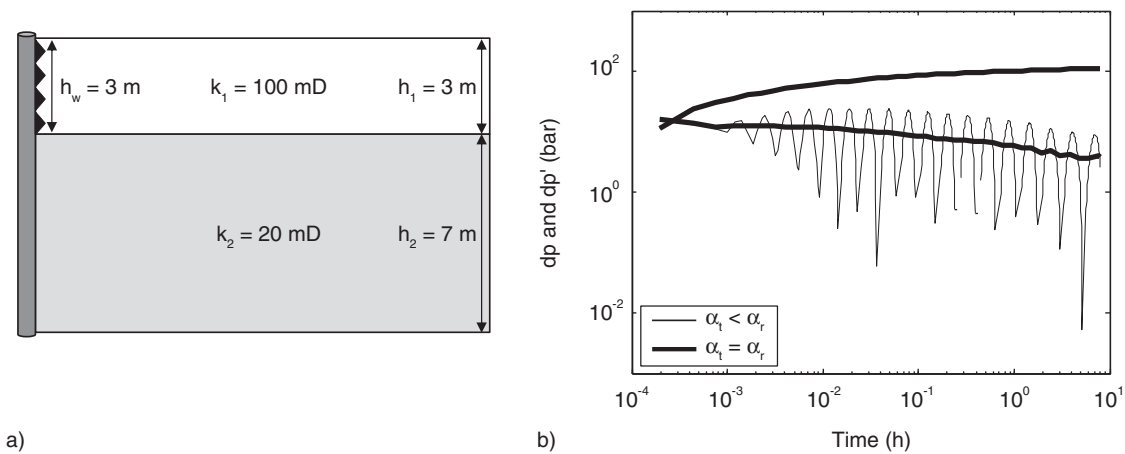 h_w = 3 m
k_1 = 100 mD
h_1 = 3 m
k_2 = 20 mD
h_2 = 7 m
a)
dp and dp' (bar)
10^2
10^0
10^-2
α_t < α_r
α_t = α_r
10^-4 10^-3 10^-2 10^-1 10^0 10^1
Time (h)
b)